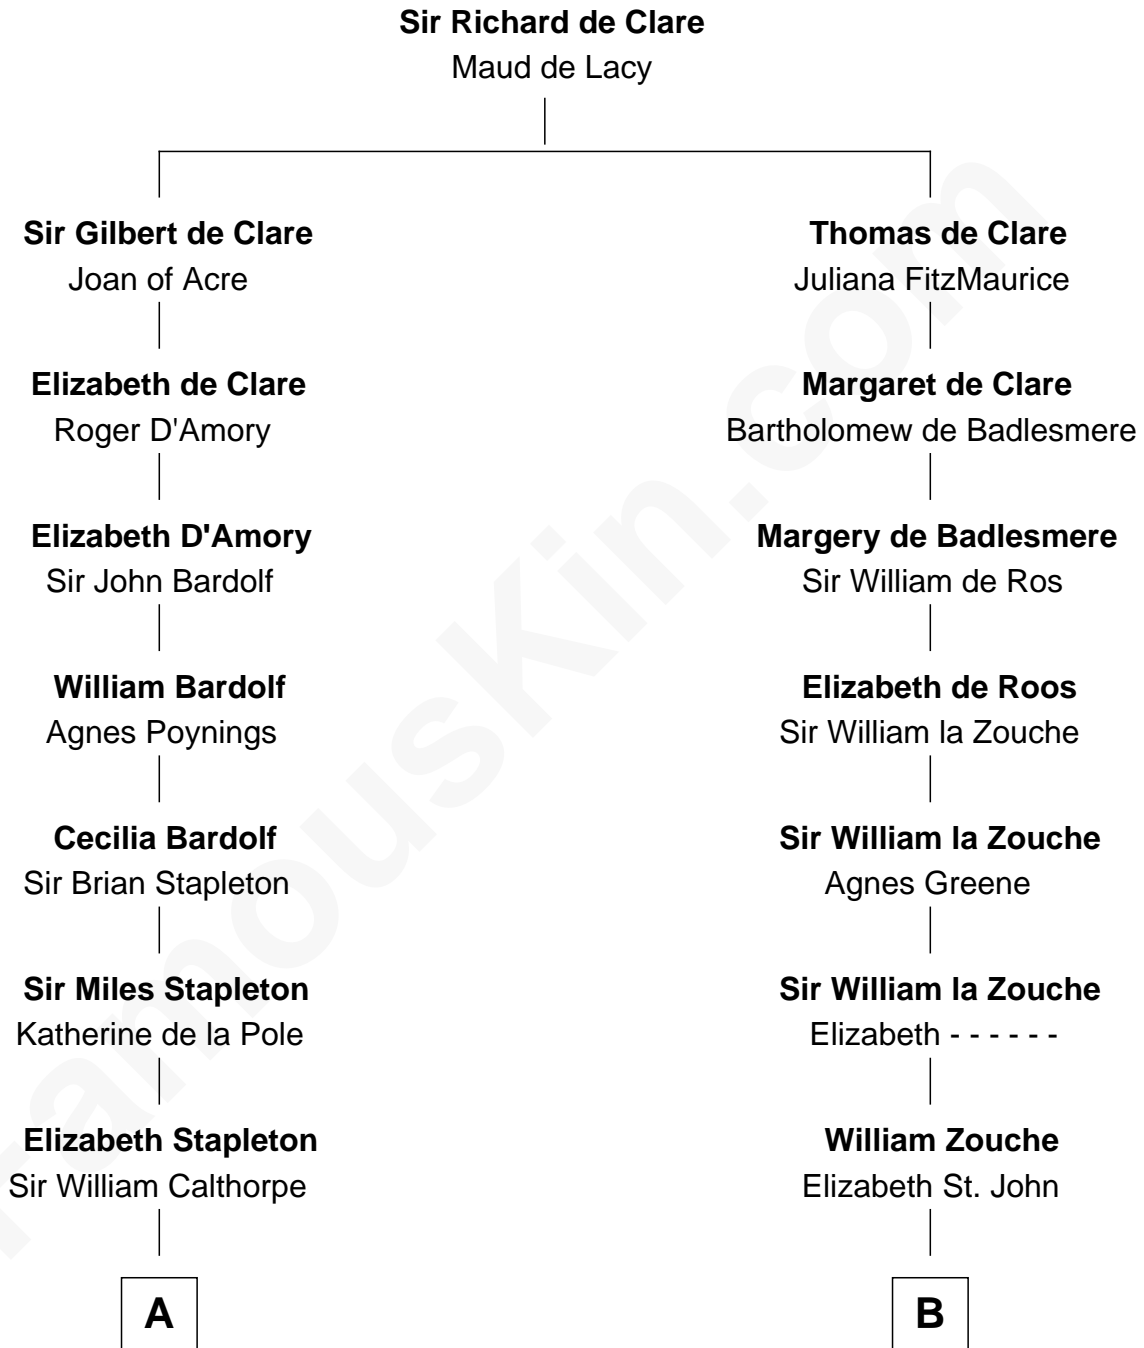 Sir Richard de Clare
Maud de Lacy
Sir Gilbert de Clare
Joan of Acre
Thomas de Clare
Juliana FitzMaurice
Elizabeth de Clare
Roger D'Amory
Margaret de Clare
Bartholomew de Badlesmere
Elizabeth D'Amory
Sir John Bardolf
Margery de Badlesmere
Sir William de Ros
William Bardolf
Agnes Poynings
Elizabeth de Roos
Sir William la Zouche
Cecilia Bardolf
Sir Brian Stapleton
Sir William la Zouche
Agnes Greene
Sir Miles Stapleton
Katherine de la Pole
Sir William la Zouche
Elizabeth - - - - - -
Elizabeth Stapleton
Sir William Calthorpe
William Zouche
Elizabeth St. John
A
B
FamousKin.com